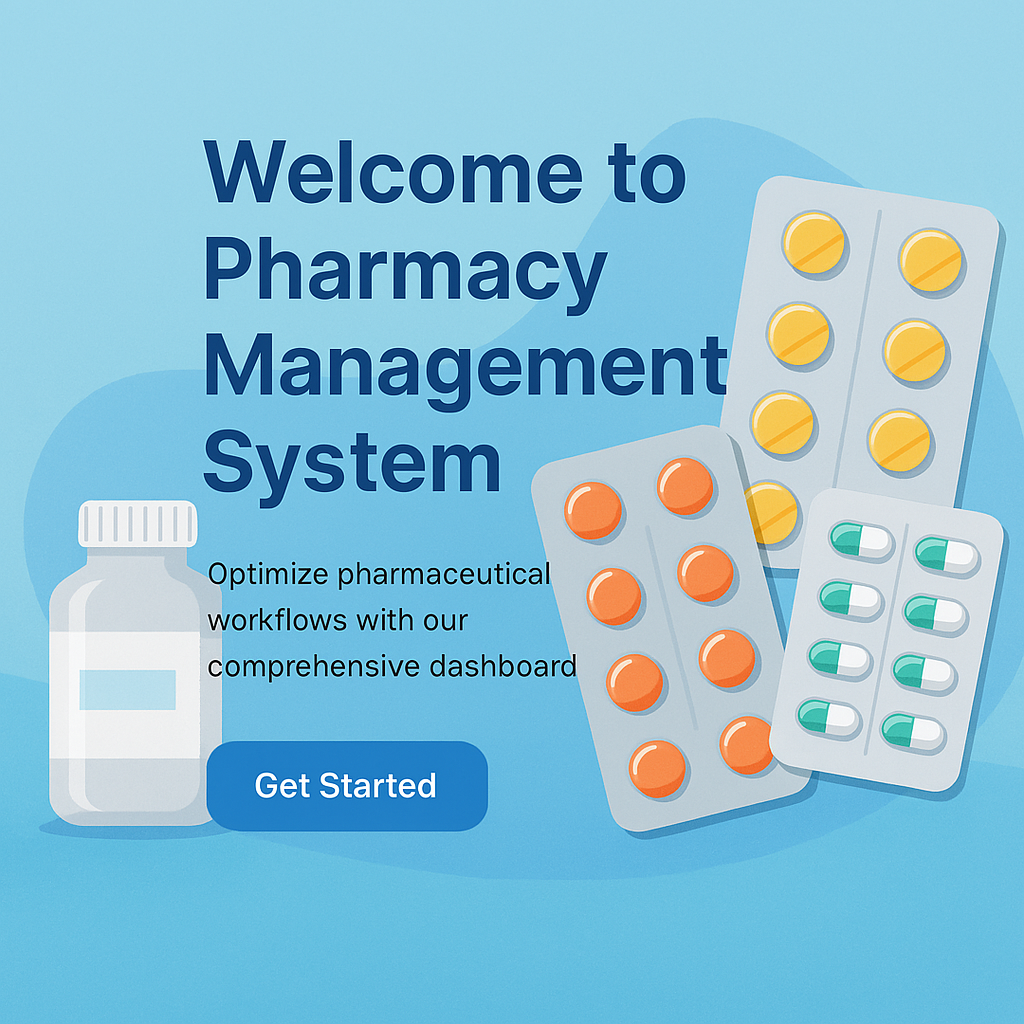 Welcome to
Pharmacy
Management
System
Optimize pharmaceutical
workflows with our
comprehensive dashboard
Get Started